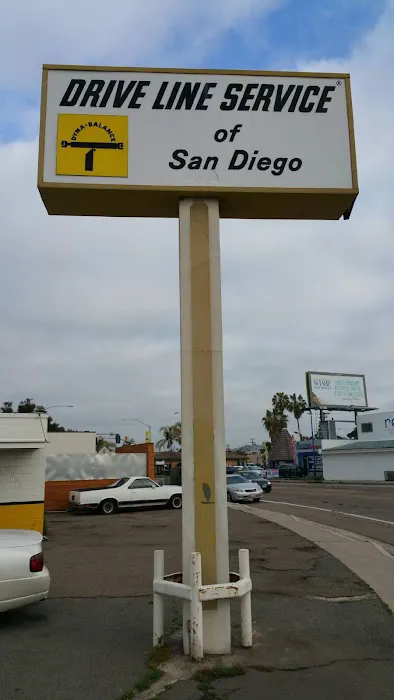 DRIVE LINE SERVICE®
DYNA-BALANCE
of
San Diego